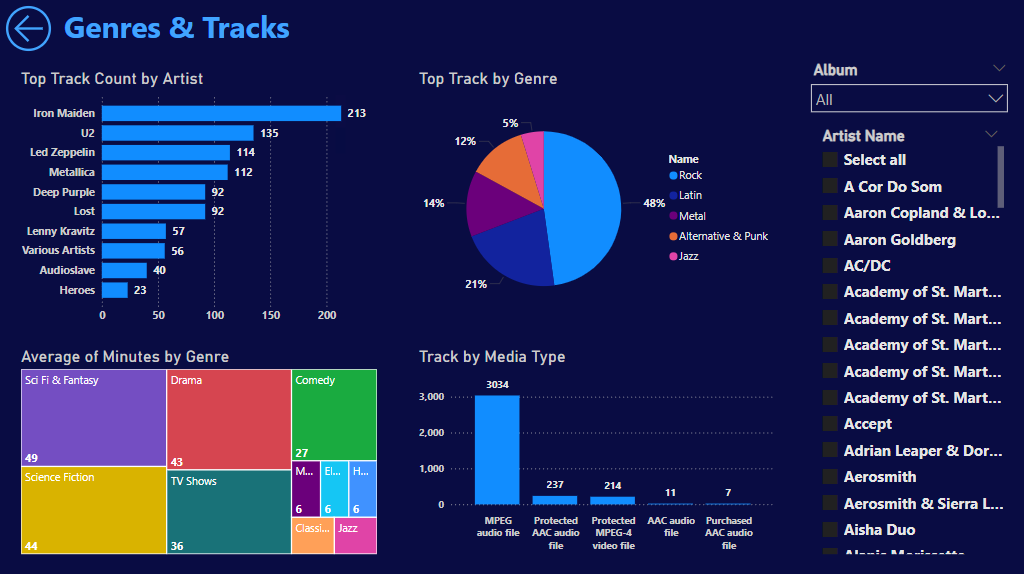 Genres & Tracks
Top Track Count by Artist
Iron Maiden 213
U2 135
Led Zeppelin 114
Metallica 112
Deep Purple 92
Lost 92
Lenny Kravitz 57
Various Artists 56
Audioslave 40
Heroes 23
0 50 100 150 200
Top Track by Genre
5%
12%
14%
21%
48%
Name
Rock
Latin
Metal
Alternative & Punk
Jazz
Album
All
Artist Name
Select all
A Cor Do Som
Aaron Copland & Lo...
Aaron Goldberg
AC/DC
Academy of St. Mart...
Academy of St. Mart...
Academy of St. Mart...
Academy of St. Mart...
Academy of St. Mart...
Accept
Adrian Leaper & Dor...
Aerosmith
Aerosmith & Sierra L...
Aisha Duo
Average of Minutes by Genre
Sci Fi & Fantasy
49
Science Fiction
44
Drama
43
TV Shows
36
Comedy
27
M...
6
El...
6
H...
6
Classi...
Jazz
Track by Media Type
3,000
2,000
1,000
0
3034
237
214
11
7
MPEG
audio file
Protected
AAC audio
file
Protected
MPEG-4
video file
AAC audio
file
Purchased
AAC audio
file